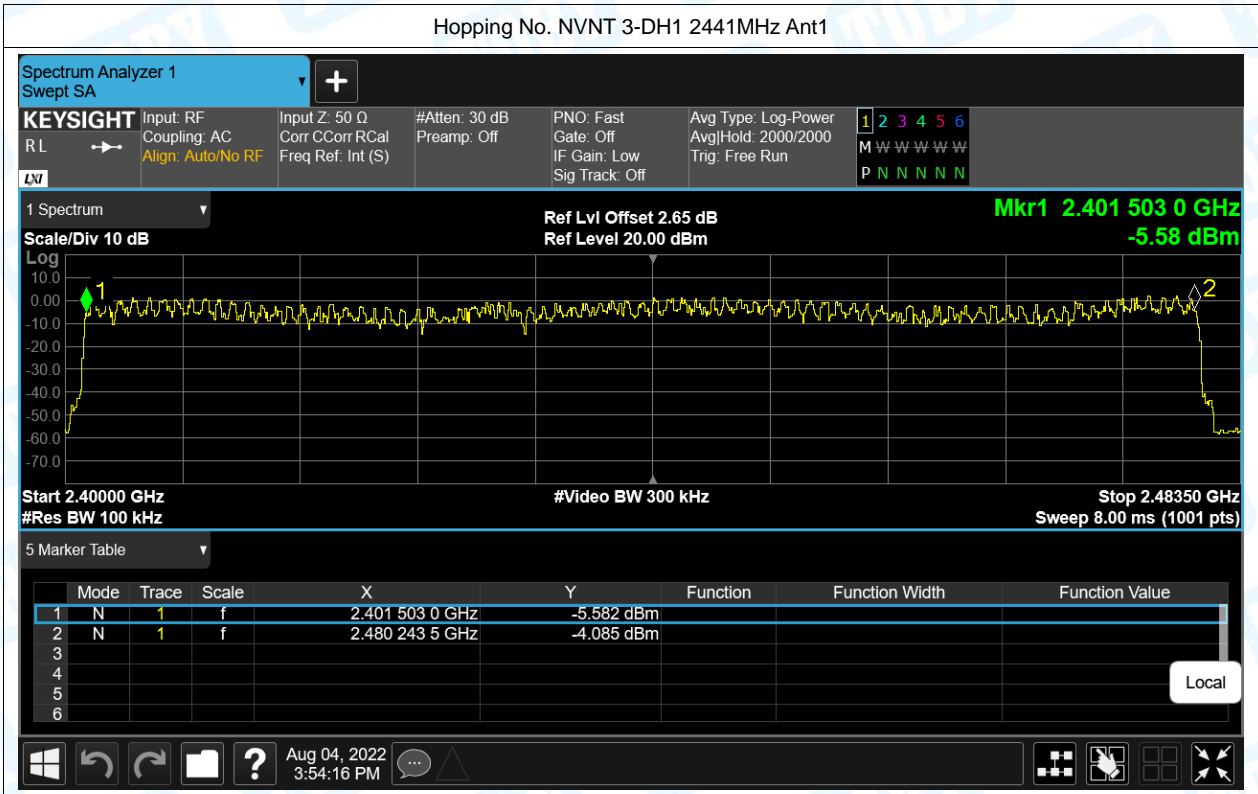 Hopping No. NVNT 3-DH1 2441MHz Ant1
Spectrum Analyzer 1
Swept SA
KEYSIGHT Input: RF Input Z: 50 Ω #Atten: 30 dB PNO: Fast Avg Type: Log-Power 1 2 3 4 5 6
R L Coupling: AC Corr CCorr RCal Preamp: Off Gate: Off Avg|Hold: 2000/2000 M W W W W W
Align: Auto/No RF Freq Ref: Int (S) IF Gain: Low Trig: Free Run
LXI Sig Track: Off P N N N N N
1 Spectrum Ref Lvl Offset 2.65 dB Mkr1 2.401 503 0 GHz
Scale/Div 10 dB Ref Level 20.00 dBm -5.58 dBm
Log
10.0
0.00 1 2
-10.0
-20.0
-30.0
-40.0
-50.0
-60.0
-70.0
Start 2.40000 GHz #Video BW 300 kHz Stop 2.48350 GHz
#Res BW 100 kHz Sweep 8.00 ms (1001 pts)
5 Marker Table
Mode Trace Scale X Y Function Function Width Function Value
1 N 1 f 2.401 503 0 GHz -5.582 dBm
2 N 1 f 2.480 243 5 GHz -4.085 dBm
3
4
5
6
Local
? Aug 04, 2022
3:54:16 PM